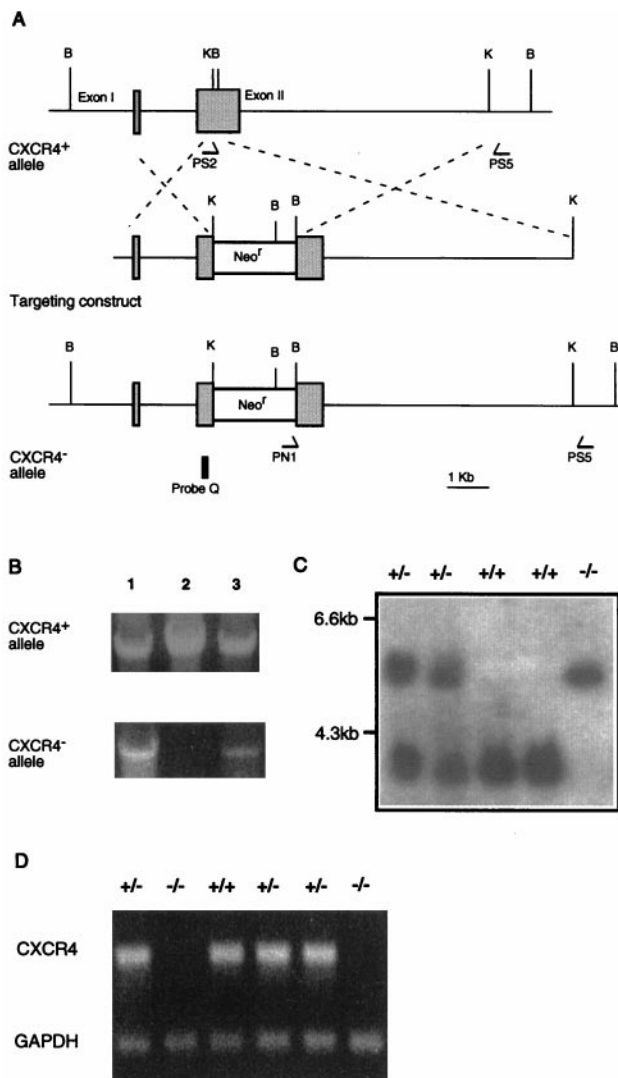 A
B KB K B
Exon I Exon II
CXCR4+
allele
PS2 PS5
K B B K
Neoʳ
Targeting construct
B K B B K B
Neoʳ
CXCR4-
allele
PN1 PS5
Probe Q
1 Kb
B
1 2 3
CXCR4+
allele
CXCR4-
allele
C
+/- +/- +/+ +/+ -/-
6.6kb
4.3kb
D
+/- -/- +/+ +/- +/- -/-
CXCR4
GAPDH